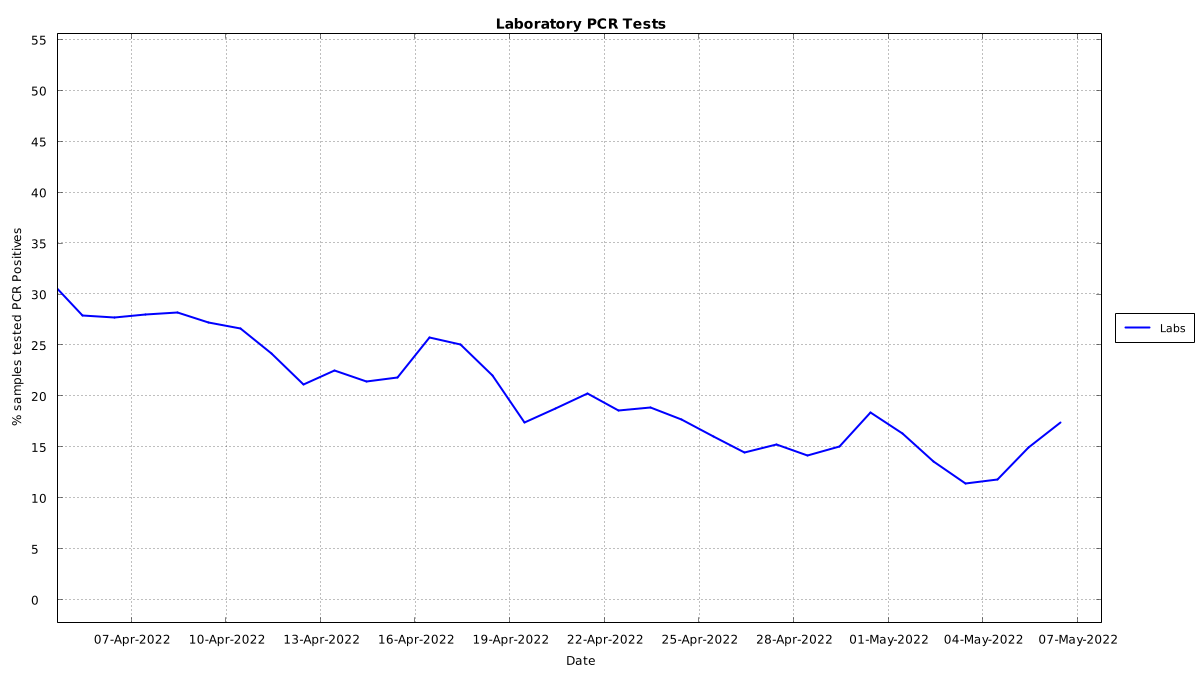 Laboratory PCR Tests
55
50
45
40
35
30
25
20
15
10
5
0
% samples tested PCR Positives
Labs
07-Apr-2022 10-Apr-2022 13-Apr-2022 16-Apr-2022 19-Apr-2022 22-Apr-2022 25-Apr-2022 28-Apr-2022 01-May-2022 04-May-2022 07-May-2022
Date